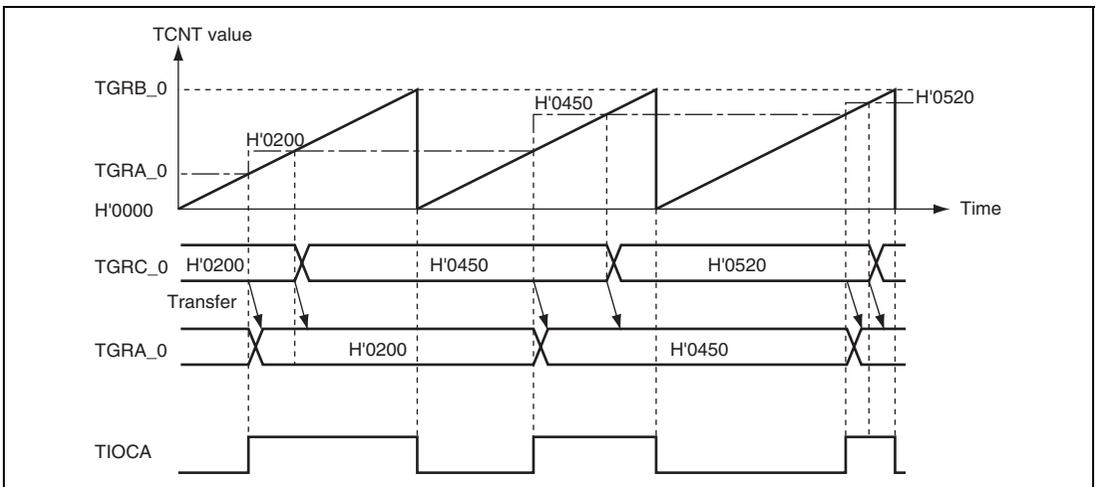 TCNT value
TGRB_0
H'0520
H'0450
H'0200
TGRA_0
H'0000
Time
TGRC_0
H'0200
H'0450
H'0520
Transfer
TGRA_0
H'0200
H'0450
TIOCA